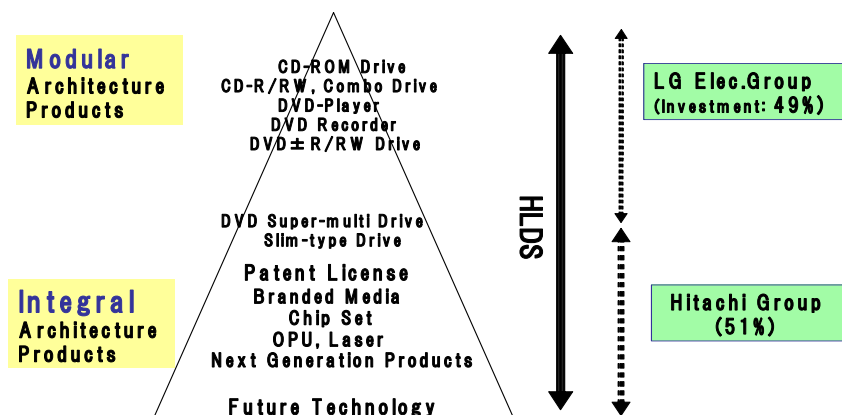 Modular
Architecture
Products
CD-ROM Drive
CD-R/RW, Combo Drive
DVD-Player
DVD Recorder
DVD±R/RW Drive
DVD Super-multi Drive
Slim-type Drive
Patent License
Branded Media
Chip Set
OPU, Laser
Next Generation Products
Future Technology
Integral
Architecture
Products
HLDS
LG Elec.Group
(Investment: 49%)
Hitachi Group
(51%)